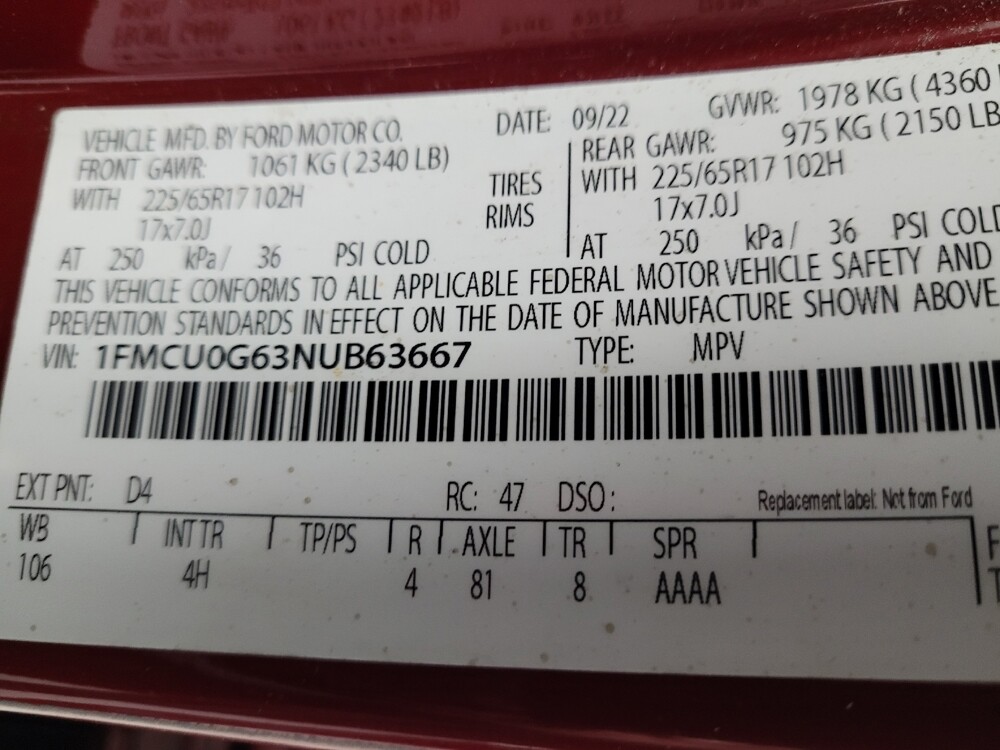 VEHICLE MFD. BY FORD MOTOR CO. DATE: 09/22 GVWR: 1978 KG ( 4360
FRONT GAWR: 1061 KG ( 2340 LB) REAR GAWR: 975 KG ( 2150 LB
WITH 225/65R17 102H TIRES WITH 225/65R17 102H
17x7.0J RIMS 17x7.0J
AT 250 kPa / 36 PSI COLD AT 250 kPa / 36 PSI COLD
THIS VEHICLE CONFORMS TO ALL APPLICABLE FEDERAL MOTOR VEHICLE SAFETY AND
PREVENTION STANDARDS IN EFFECT ON THE DATE OF MANUFACTURE SHOWN ABOVE
VIN: 1FMCU0G63NUB63667 TYPE: MPV
EXT PNT: D4 RC: 47 DSO: Replacement label: Not from Ford
WB INT TR TP/PS R AXLE TR SPR
106 4H 4 81 8 AAAA